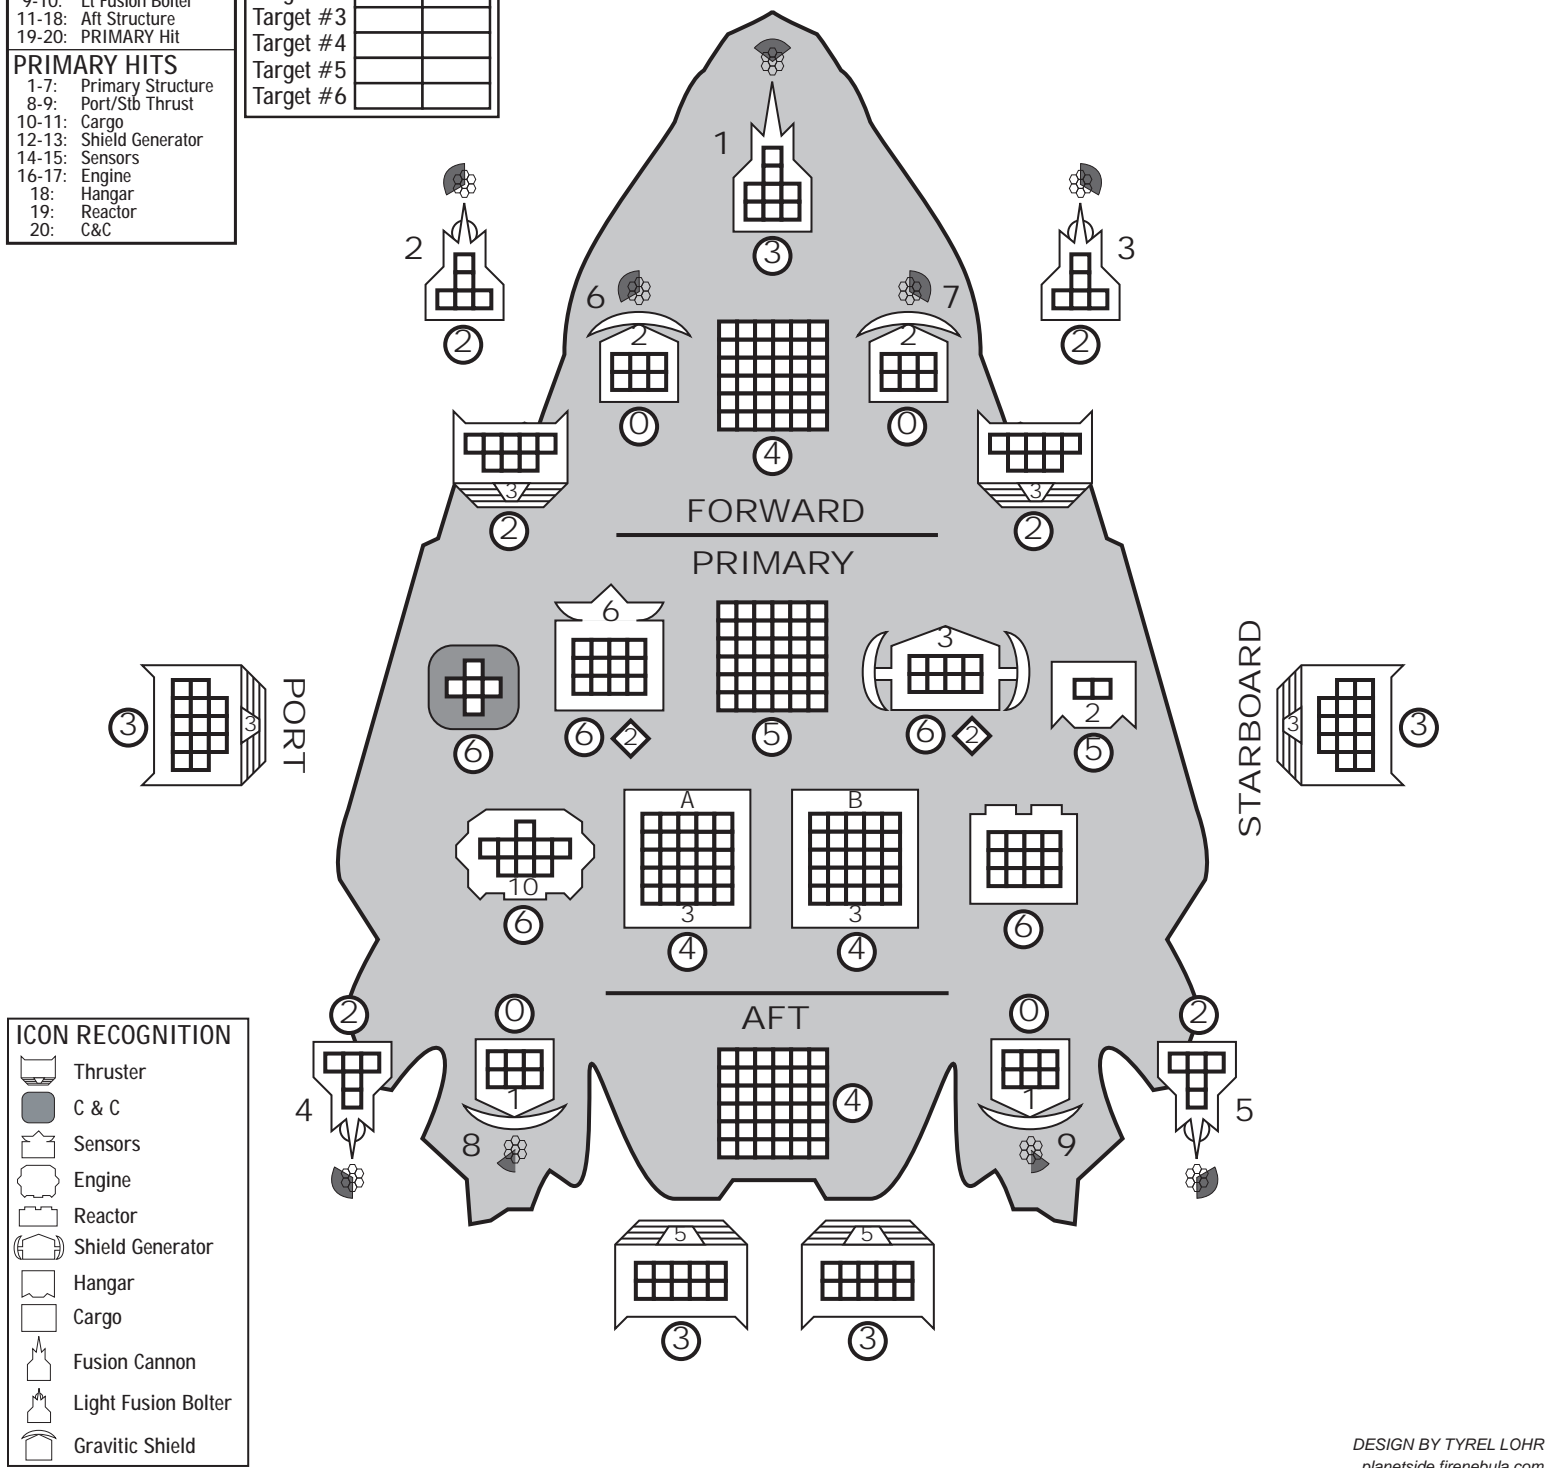 9-10: Lt Fusion Bolter
11-18: Aft Structure
19-20: PRIMARY Hit
PRIMARY HITS
1-7: Primary Structure
8-9: Port/Stb Thrust
10-11: Cargo
12-13: Shield Generator
14-15: Sensors
16-17: Engine
18: Hangar
19: Reactor
20: C&C
Target #3
Target #4
Target #5
Target #6
1
3
2
2
3
2
6
2
0
7
2
0
4
3
2
3
2
FORWARD
PRIMARY
6
6
2
6
5
3
6
2
2
5
3
3
PORT
STARBOARD
3
3
10
6
A
3
4
B
3
4
6
AFT
2
4
0
1
8
4
0
1
9
2
5
5
3
5
3
ICON RECOGNITION
Thruster
C & C
Sensors
Engine
Reactor
Shield Generator
Hangar
Cargo
Fusion Cannon
Light Fusion Bolter
Gravitic Shield
DESIGN BY TYREL LOHR
planetside.firenebula.com